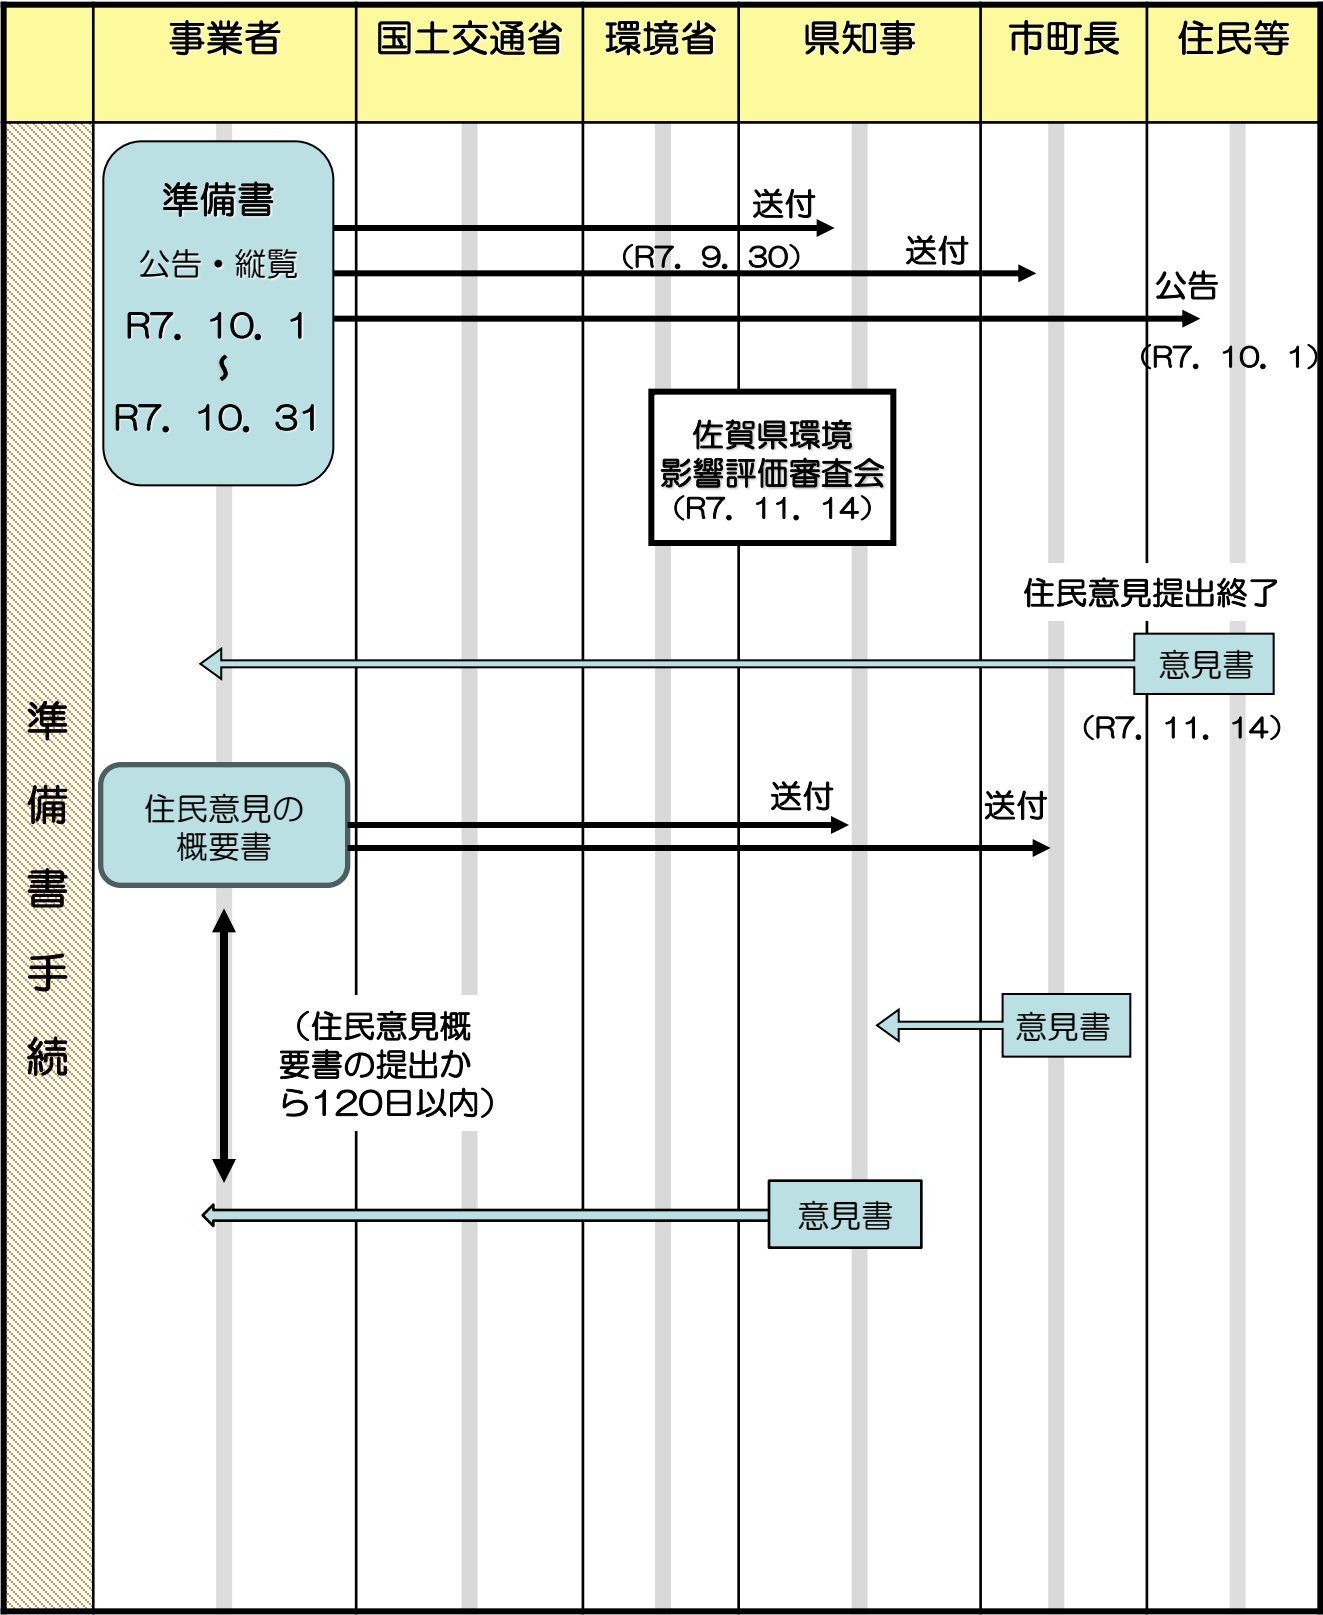 事業者
国土交通省
環境省
県知事
市町長
住民等
準備書手続
準備書
公告・縦覧
R7. 10. 1
~
R7. 10. 31
送付
(R7. 9. 30)
送付
公告
(R7. 10. 1)
佐賀県環境
影響評価審査会
(R7. 11. 14)
住民意見提出終了
意見書
(R7. 11. 14)
住民意見の
概要書
送付
送付
(住民意見概
要書の提出か
ら120日以内)
意見書
意見書